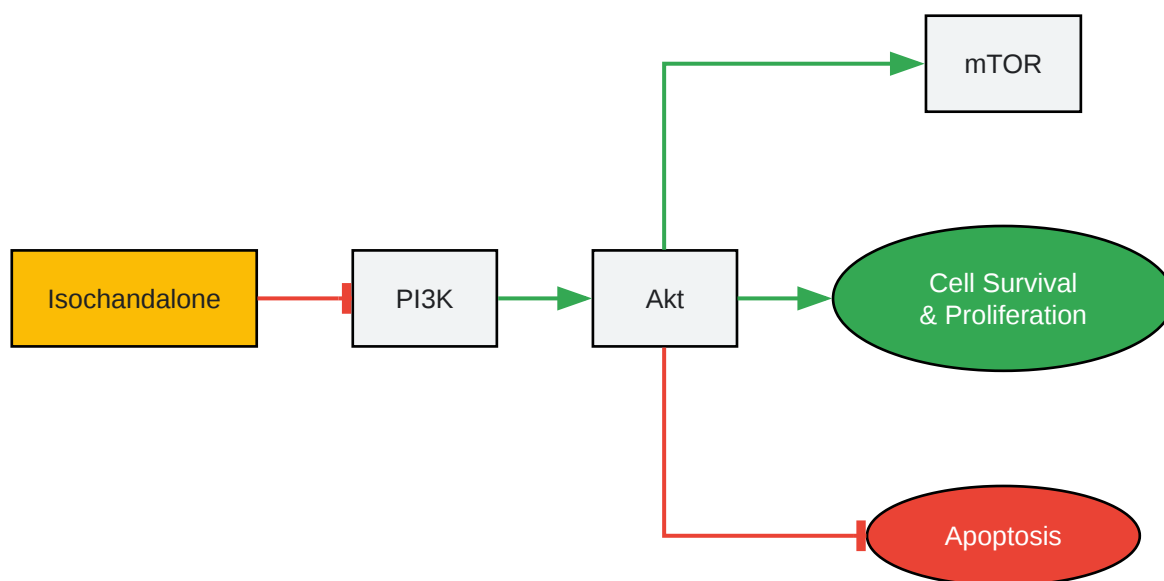 mTOR
Isochandalone
PI3K
Akt
Cell Survival
& Proliferation
Apoptosis